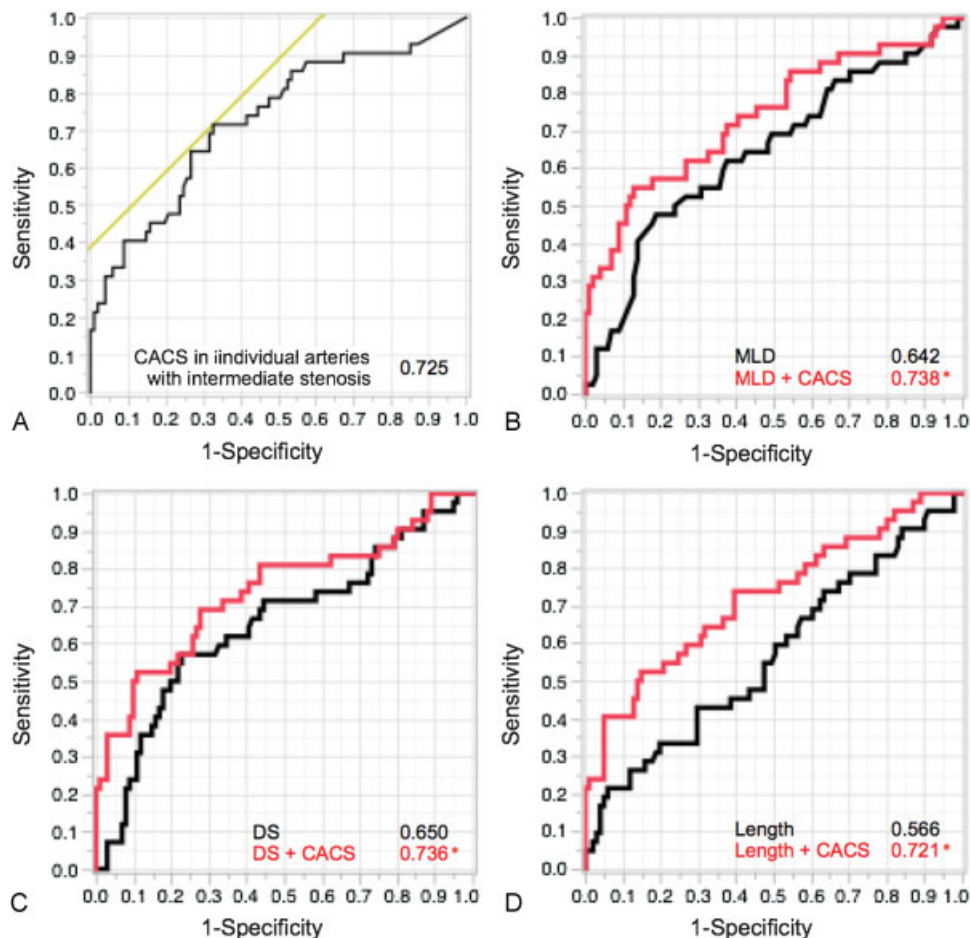 1.0
0.9
0.8
0.7
0.6
0.5
0.4
0.3
0.2
0.1
0.0
Sensitivity
CACS in iindividual arteries
with intermediate stenosis
0.725
0.0 0.1 0.2 0.3 0.4 0.5 0.6 0.7 0.8 0.9 1.0
A
1-Specificity
1.0
0.9
0.8
0.7
0.6
0.5
0.4
0.3
0.2
0.1
0.0
Sensitivity
MLD 0.642
MLD + CACS 0.738*
0.0 0.1 0.2 0.3 0.4 0.5 0.6 0.7 0.8 0.9 1.0
B
1-Specificity
1.0
0.9
0.8
0.7
0.6
0.5
0.4
0.3
0.2
0.1
0.0
Sensitivity
DS 0.650
DS + CACS 0.736*
0.0 0.1 0.2 0.3 0.4 0.5 0.6 0.7 0.8 0.9 1.0
C
1-Specificity
1.0
0.9
0.8
0.7
0.6
0.5
0.4
0.3
0.2
0.1
0.0
Sensitivity
Length 0.566
Length + CACS 0.721*
0.0 0.1 0.2 0.3 0.4 0.5 0.6 0.7 0.8 0.9 1.0
D
1-Specificity